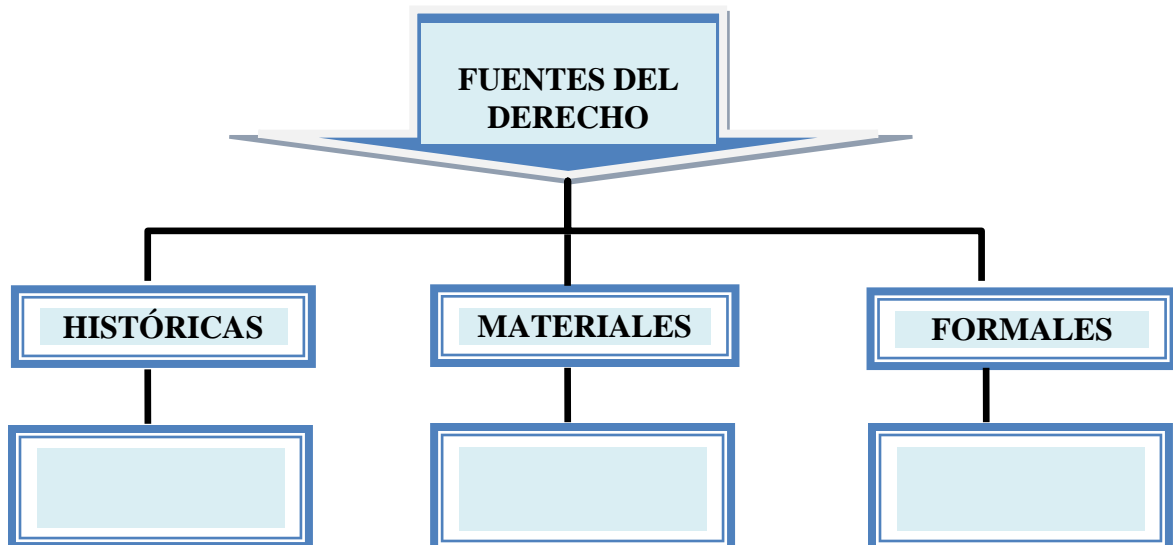 FUENTES DEL
DERECHO
HISTÓRICAS
MATERIALES
FORMALES